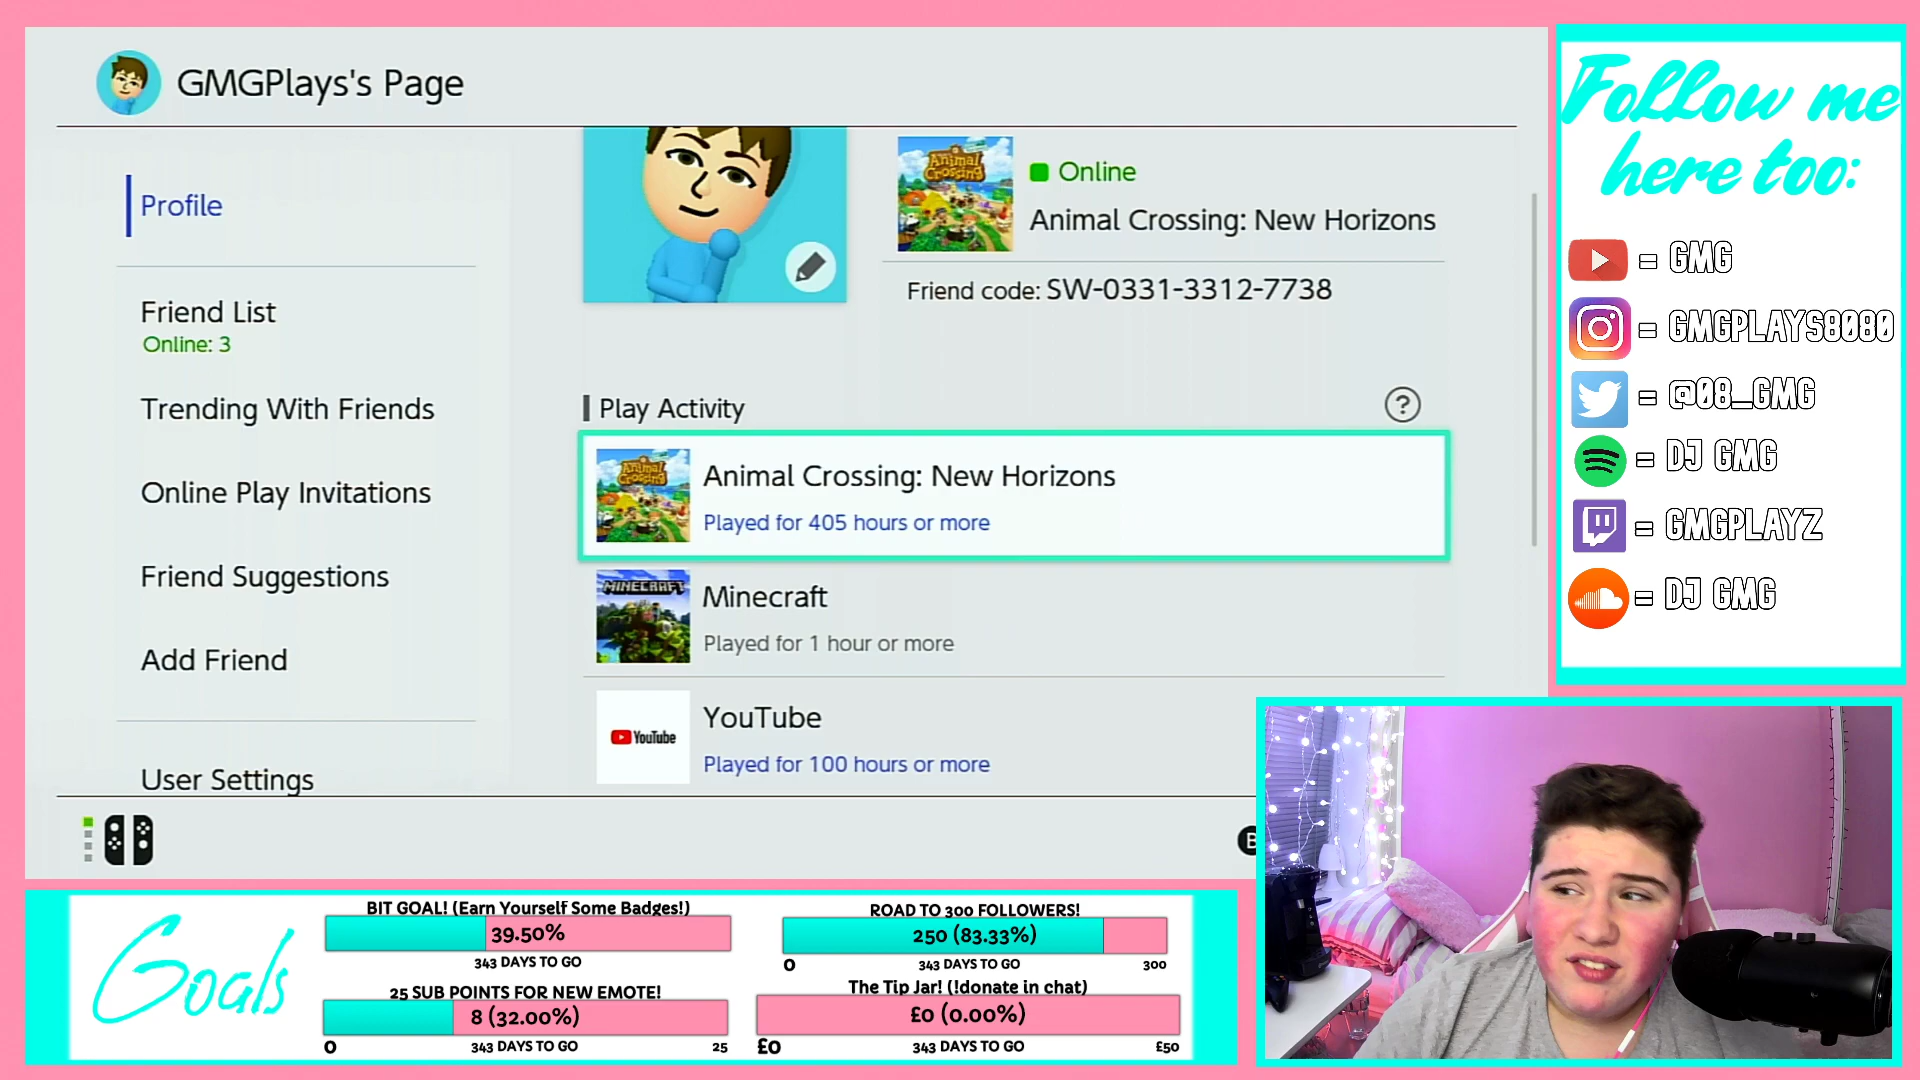 GMGPlays's Page
Profile
Friend List
Online: 3
Trending With Friends
Online Play Invitations
Friend Suggestions
Add Friend
User Settings
Animal Crossing
Online
Animal Crossing: New Horizons
Friend code: SW-0331-3312-7738
Play Activity
?
Animal Crossing
Animal Crossing: New Horizons
Played for 405 hours or more
MINECRAFT
Minecraft
Played for 1 hour or more
YouTube
YouTube
Played for 100 hours or more
B
Follow me
here too:
= GMG
= GMGPLAYS8080
= @08_GMG
= DJ GMG
= GMGPLAYZ
= DJ GMG
Goals
BIT GOAL! (Earn Yourself Some Badges!)
39.50%
343 DAYS TO GO
25 SUB POINTS FOR NEW EMOTE!
8 (32.00%)
0 343 DAYS TO GO 25
ROAD TO 300 FOLLOWERS!
250 (83.33%)
0 343 DAYS TO GO 300
The Tip Jar! (!donate in chat)
£0 (0.00%)
£0 343 DAYS TO GO £50